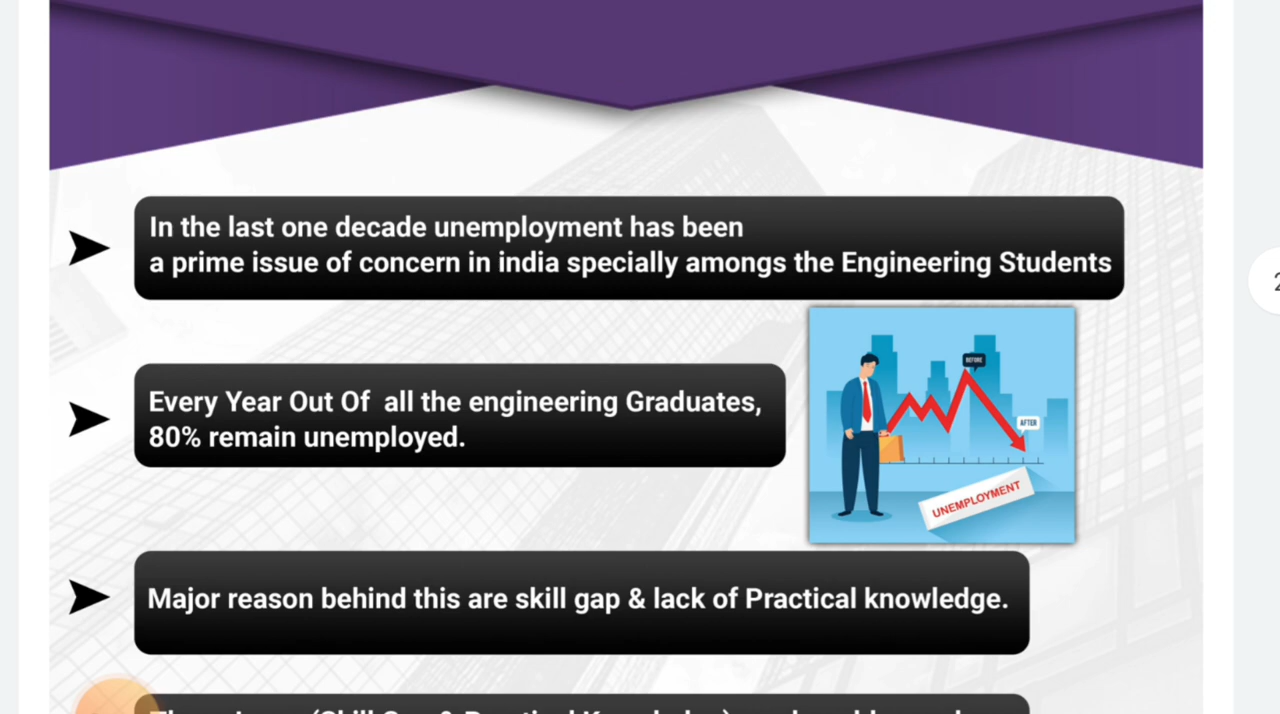 In the last one decade unemployment has been
a prime issue of concern in india specially amongs the Engineering Students
Every Year Out Of all the engineering Graduates,
80% remain unemployed.
BEFORE
AFTER
UNEMPLOYMENT
Major reason behind this are skill gap & lack of Practical knowledge.